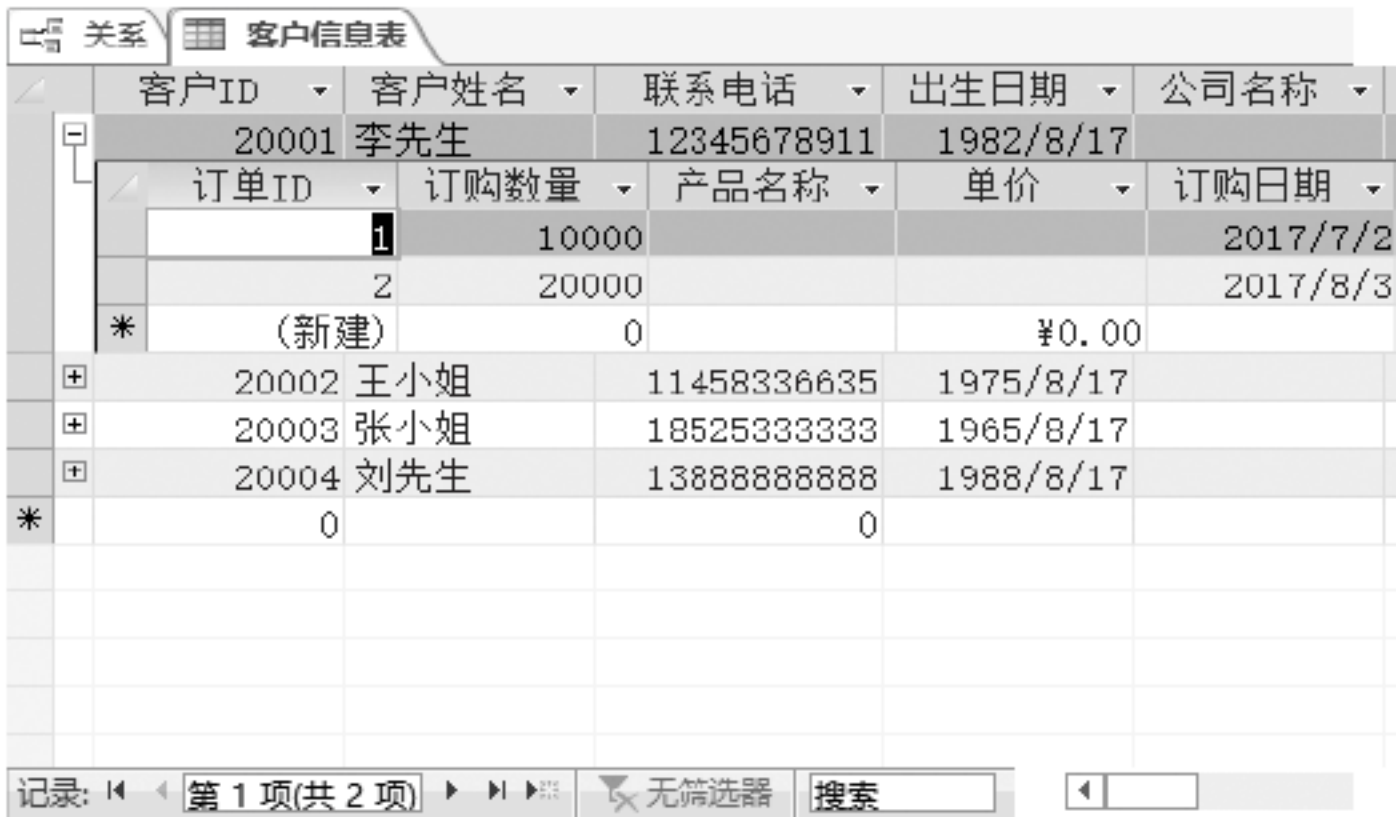 关系 客户信息表
客户ID 客户姓名 联系电话 出生日期 公司名称
20001 李先生 12345678911 1982/8/17
订单ID 订购数量 产品名称 单价 订购日期
1 10000 2017/7/2
2 20000 2017/8/3
* (新建) 0 ¥0.00
20002 王小姐 11458336635 1975/8/17
20003 张小姐 18525333333 1965/8/17
20004 刘先生 13888888888 1988/8/17
* 0 0
记录: 第 1 项(共 2 项) 无筛选器 搜索